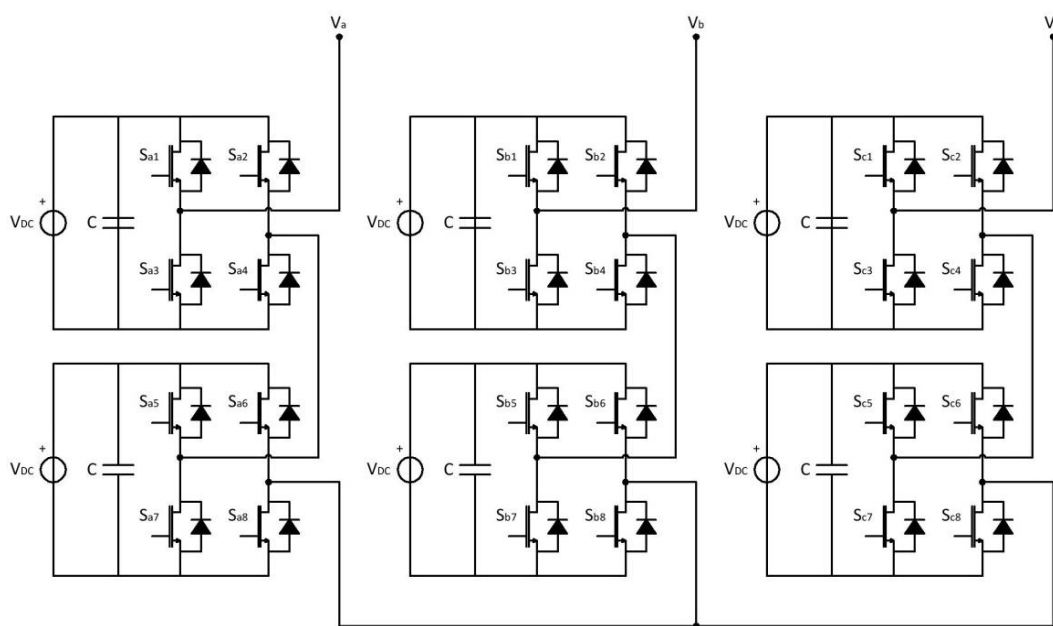 Va Vb V
Sa1 Sa2 Sb1 Sb2 Sc1 Sc2
+ + +
VDC C VDC C VDC C
Sa3 Sa4 Sb3 Sb4 Sc3 Sc4
Sa5 Sa6 Sb5 Sb6 Sc5 Sc6
+ + +
VDC C VDC C VDC C
Sa7 Sa8 Sb7 Sb8 Sc7 Sc8